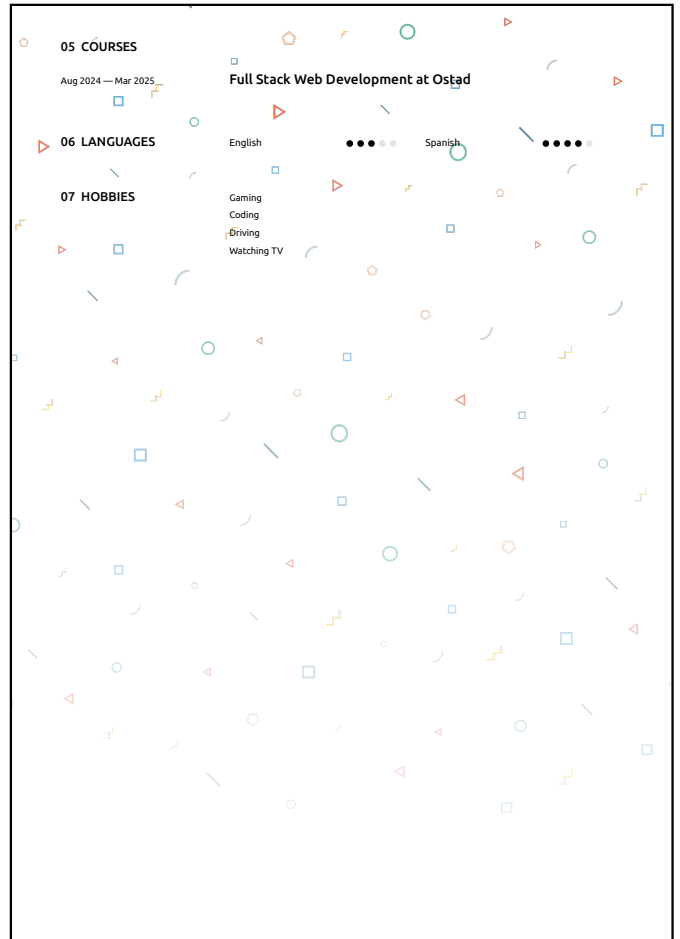 05 COURSES
Aug 2024 — Mar 2025 Full Stack Web Development at Ostad
06 LANGUAGES English Spanish
07 HOBBIES Gaming
Coding
Driving
Watching TV